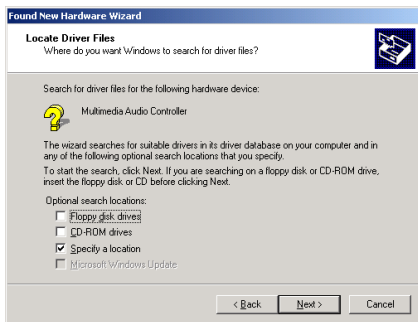 Found New Hardware Wizard
Locate Driver Files
Where do you want Windows to search for driver files?
Search for driver files for the following hardware device:
Multimedia Audio Controller
The wizard searches for suitable drivers in its driver database on your computer and in
any of the following optional search locations that you specify.
To start the search, click Next. If you are searching on a floppy disk or CD-ROM drive,
insert the floppy disk or CD before clicking Next.
Optional search locations:
Floppy disk drives
CD-ROM drives
Specify a location
Microsoft Windows Update
< Back Next > Cancel